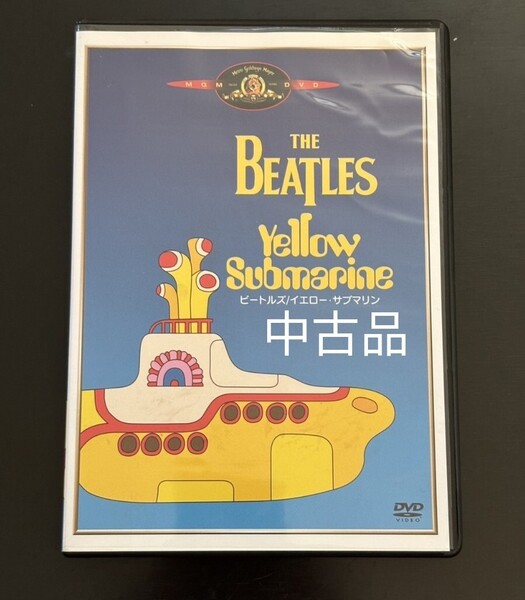 MGM DVD
THE
BEATLES
Yellow
Submarine
ビートルズ/イエロー・サブマリン
中古品
DVD
VIDEO